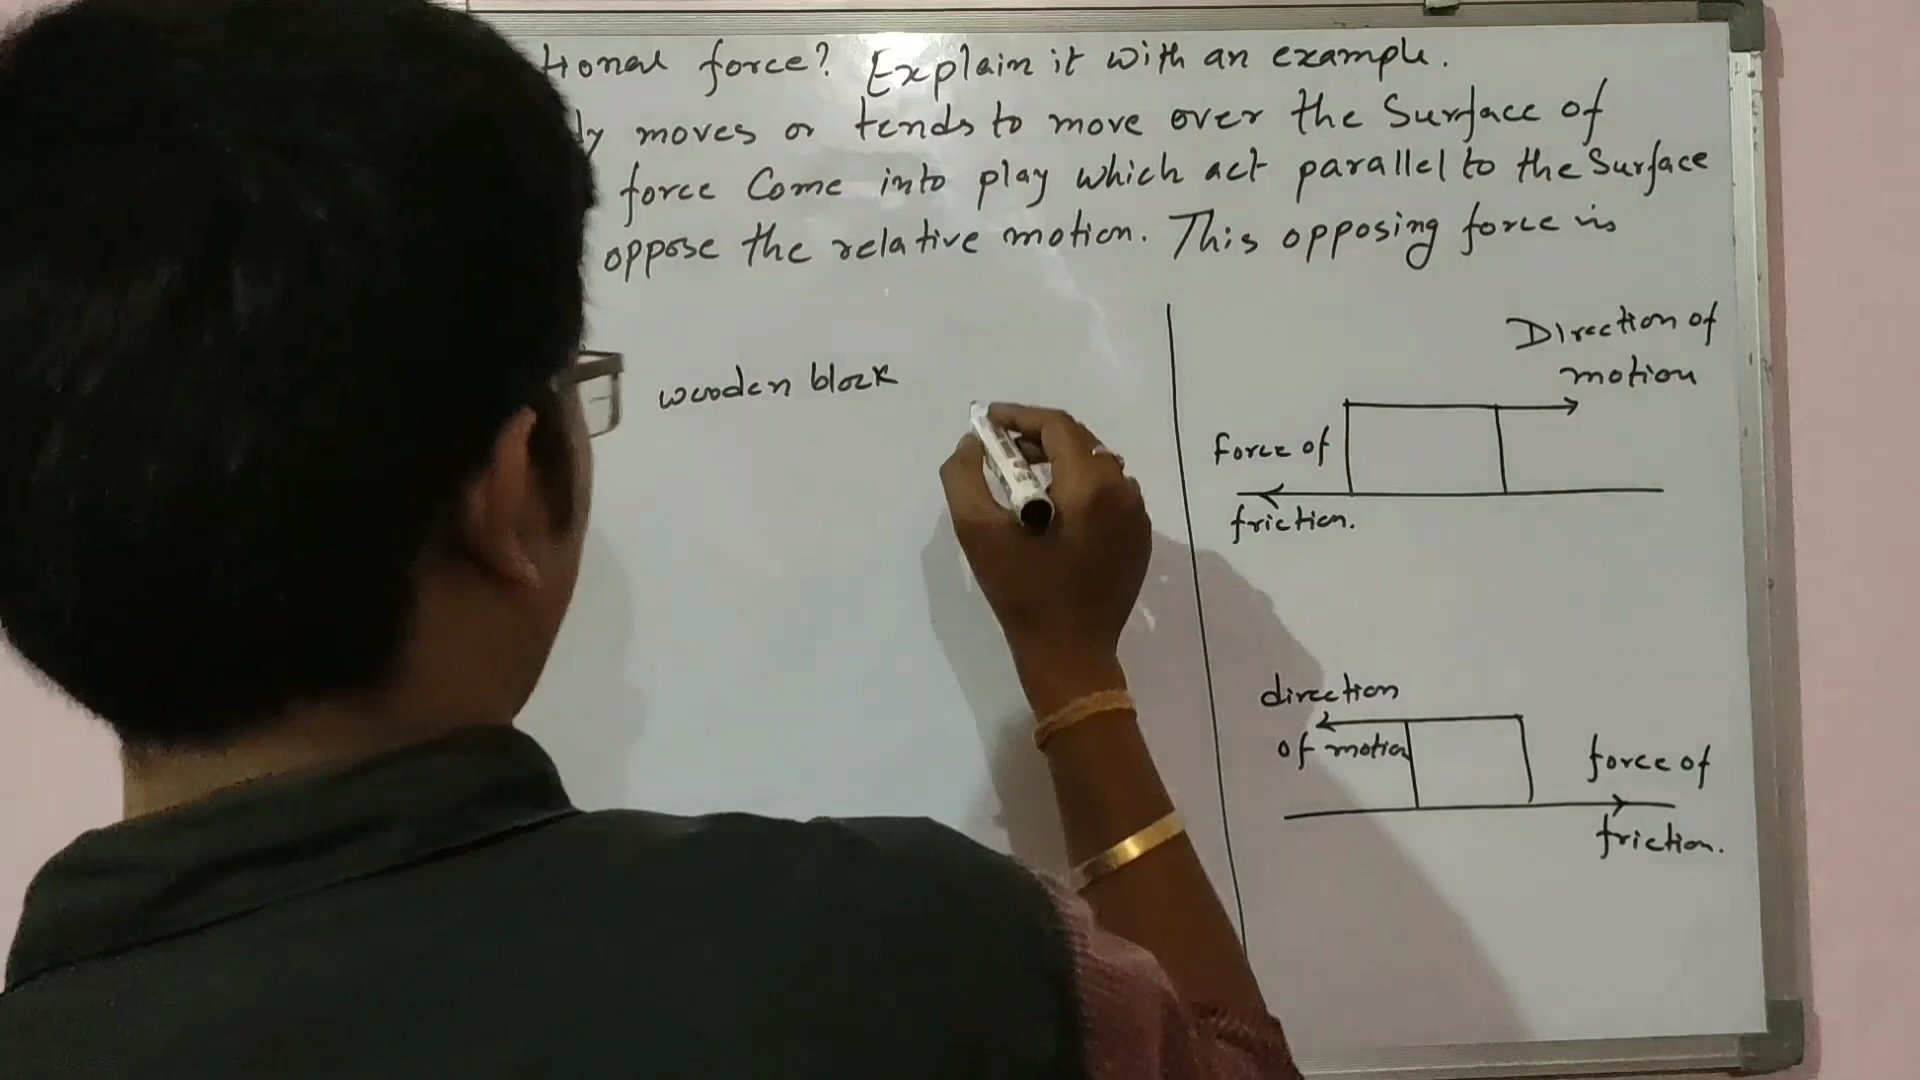 tional force? Explain it with an example.
dy moves or tends to move over the Surface of
force Come into play which act parallel to the Surface
oppose the relative motion. This opposing force is
wooden block
Direction of
motion
Force of
friction.
direction
of motion
force of
friction.